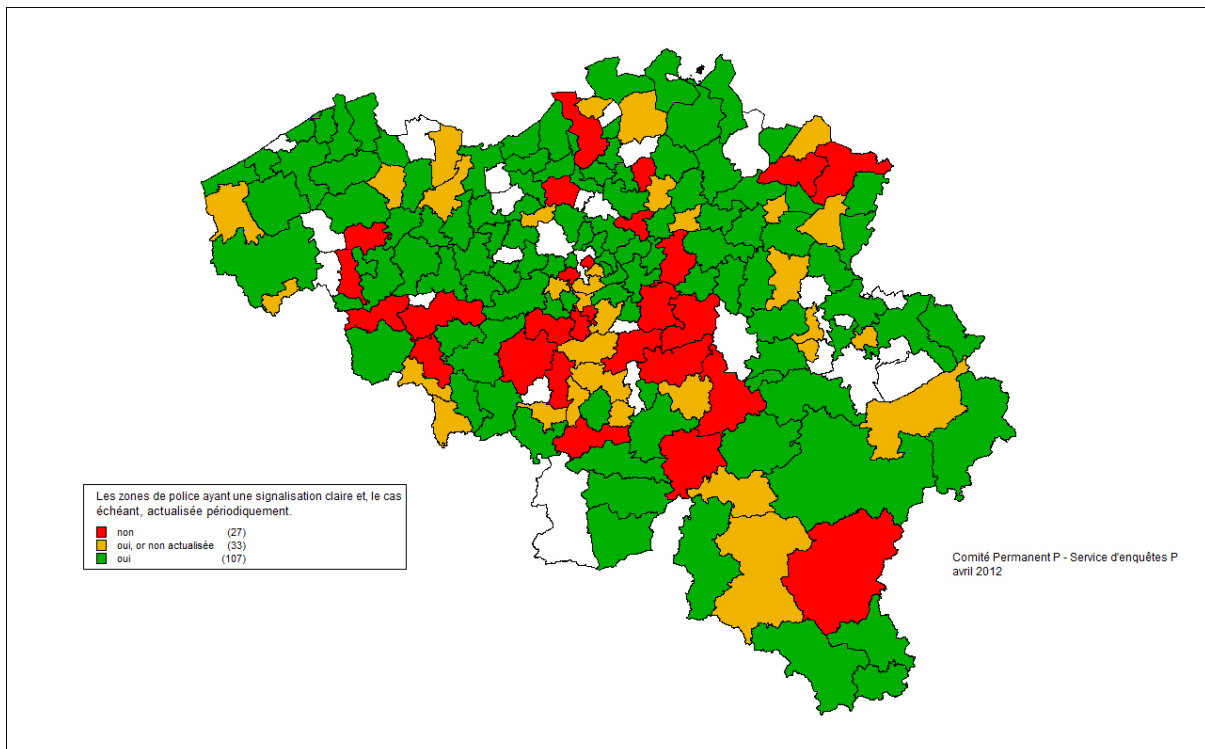 Les zones de police ayant une signalisation claire et, le cas
échéant, actualisée périodiquement.
non (27)
oui, or non actualisée (33)
oui (107)
Comité Permanent P - Service d'enquêtes P
avril 2012